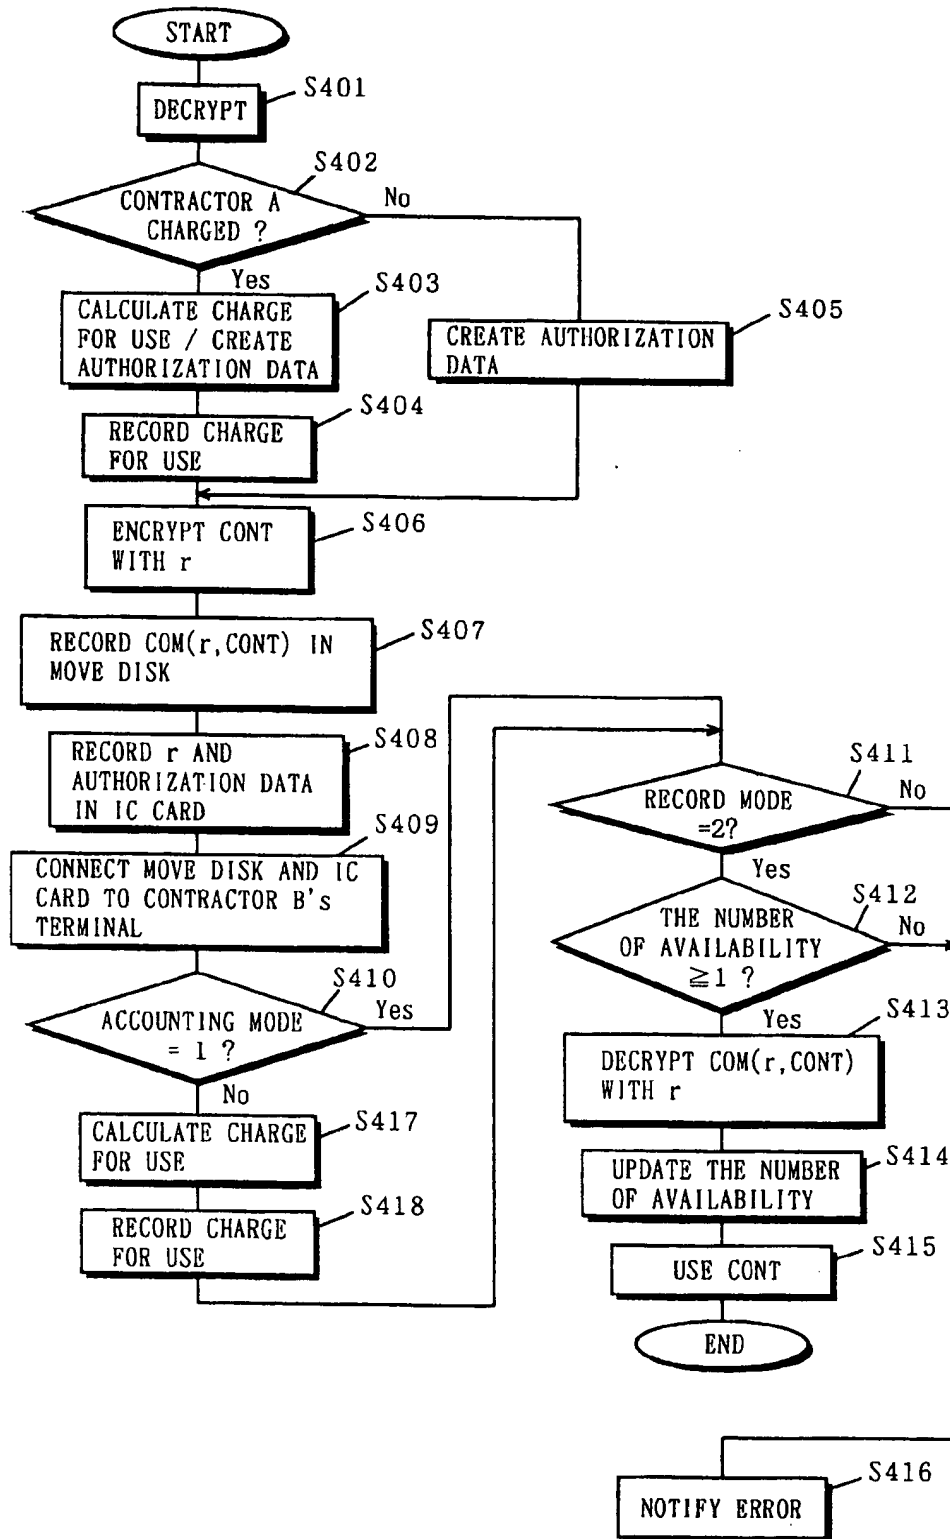 START
S401
DECRYPT
S402
CONTRACTOR A
CHARGED ?
No
Yes
S403
CALCULATE CHARGE
FOR USE / CREATE
AUTHORIZATION DATA
S405
CREATE AUTHORIZATION
DATA
S404
RECORD CHARGE
FOR USE
S406
ENCRYPT CONT
WITH r
S407
RECORD COM(r,CONT) IN
MOVE DISK
S408
RECORD r AND
AUTHORIZATION DATA
IN IC CARD
S409
CONNECT MOVE DISK AND IC
CARD TO CONTRACTOR B's
TERMINAL
S410
ACCOUNTING MODE
= 1 ?
Yes
No
S417
CALCULATE CHARGE
FOR USE
S418
RECORD CHARGE
FOR USE
S411
RECORD MODE
=2?
No
Yes
S412
THE NUMBER
OF AVAILABILITY
≧1 ?
No
Yes
S413
DECRYPT COM(r,CONT)
WITH r
S414
UPDATE THE NUMBER
OF AVAILABILITY
S415
USE CONT
END
S416
NOTIFY ERROR